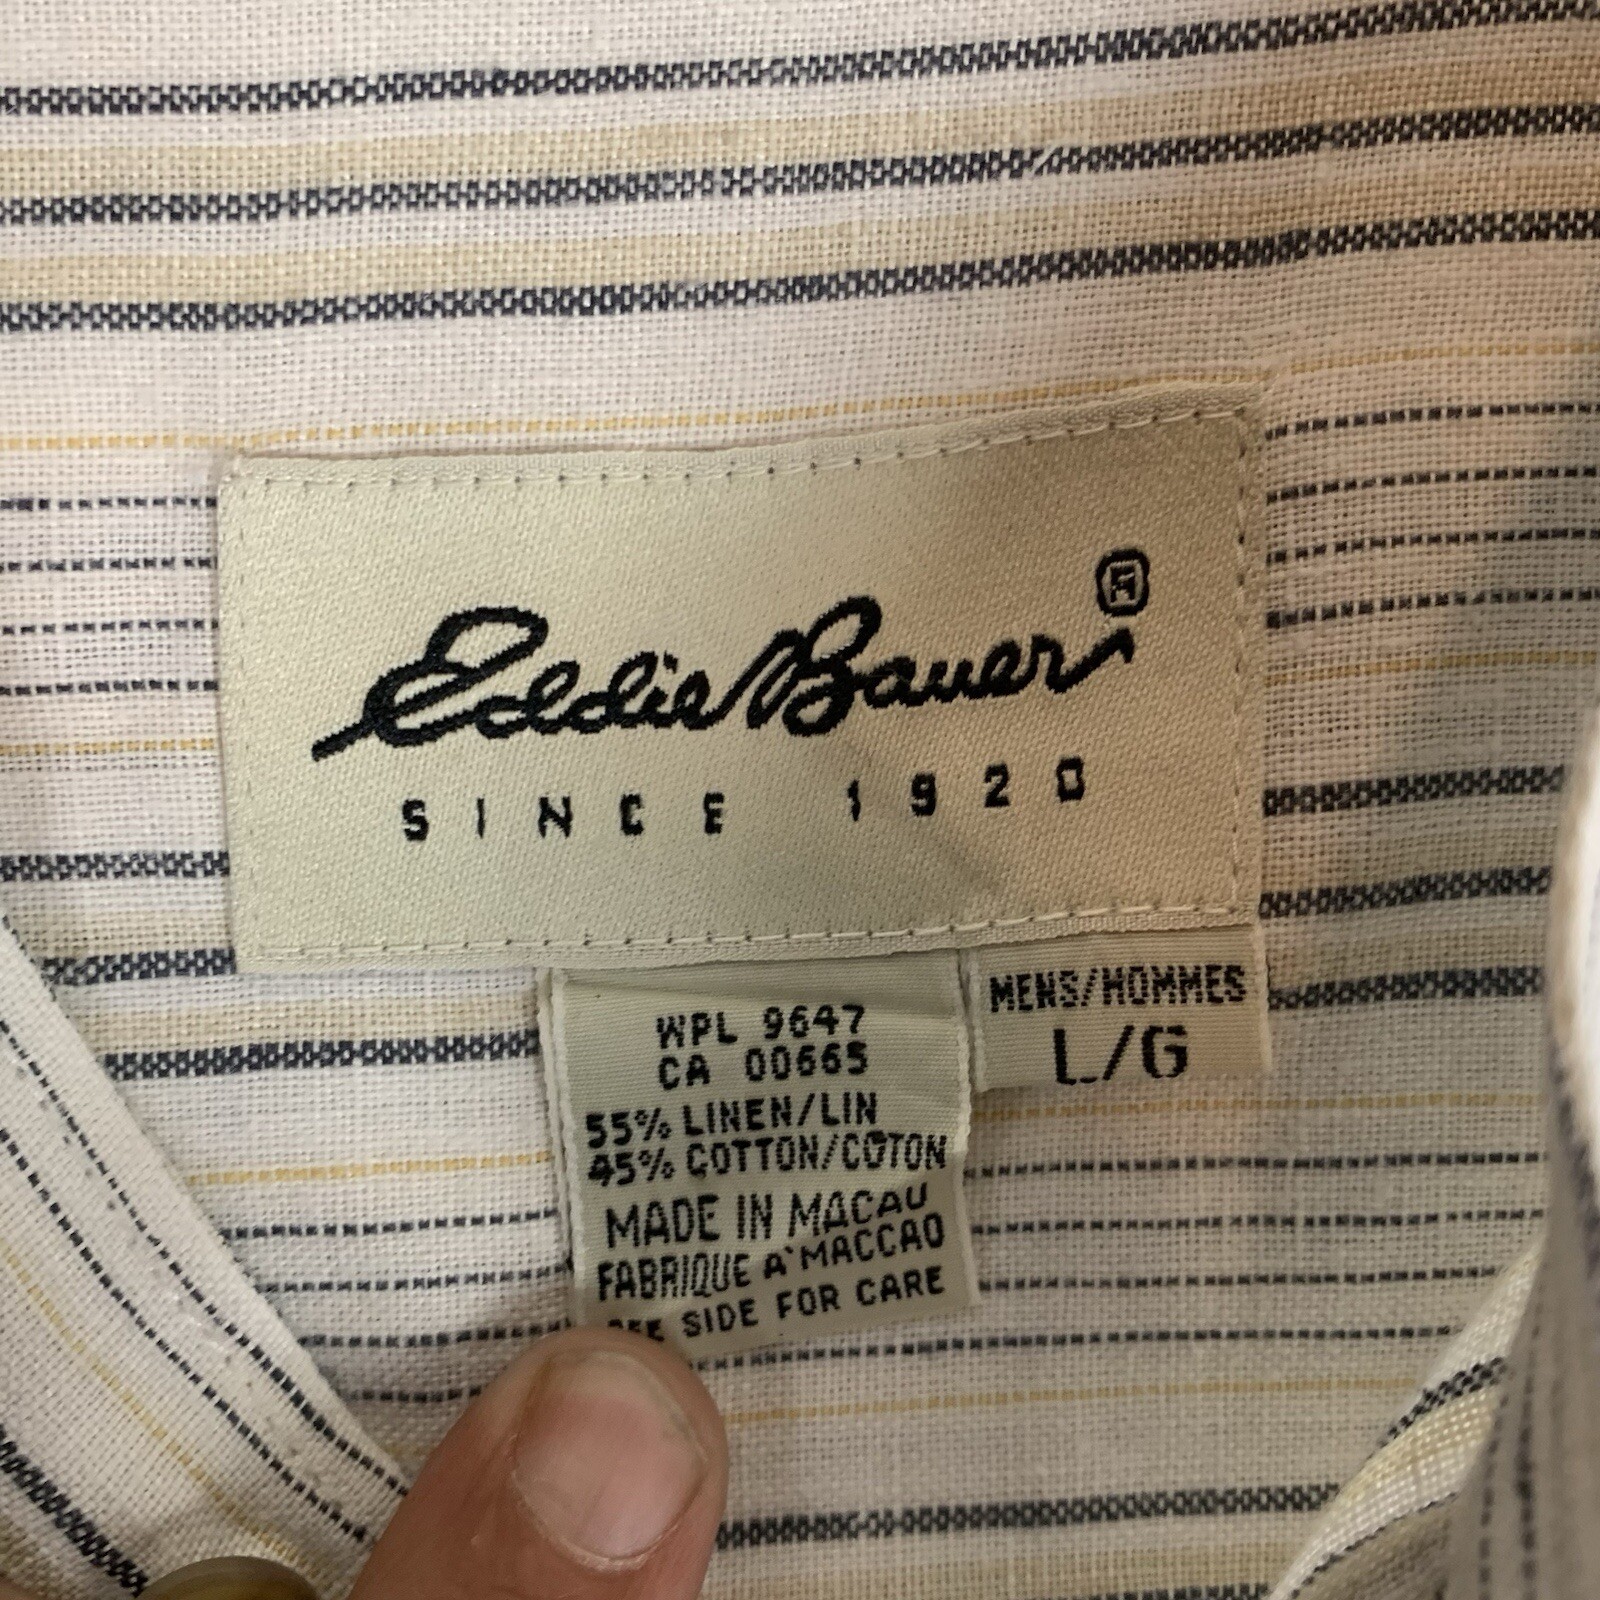 Eddie Bauer ®
SINCE 1920
MENS/HOMMES
L/G
WPL 9647
CA 00665
55% LINEN/LIN
45% COTTON/COTON
MADE IN MACAU
FABRIQUE A`MACCAO
SEE SIDE FOR CARE